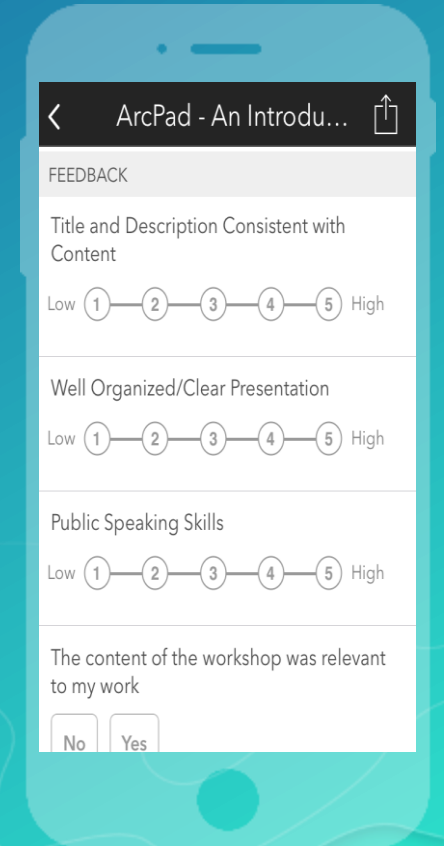 ArcPad - An Introdu...
FEEDBACK
Title and Description Consistent with
Content
Low 1 2 3 4 5 High
Well Organized/Clear Presentation
Low 1 2 3 4 5 High
Public Speaking Skills
Low 1 2 3 4 5 High
The content of the workshop was relevant
to my work
No Yes